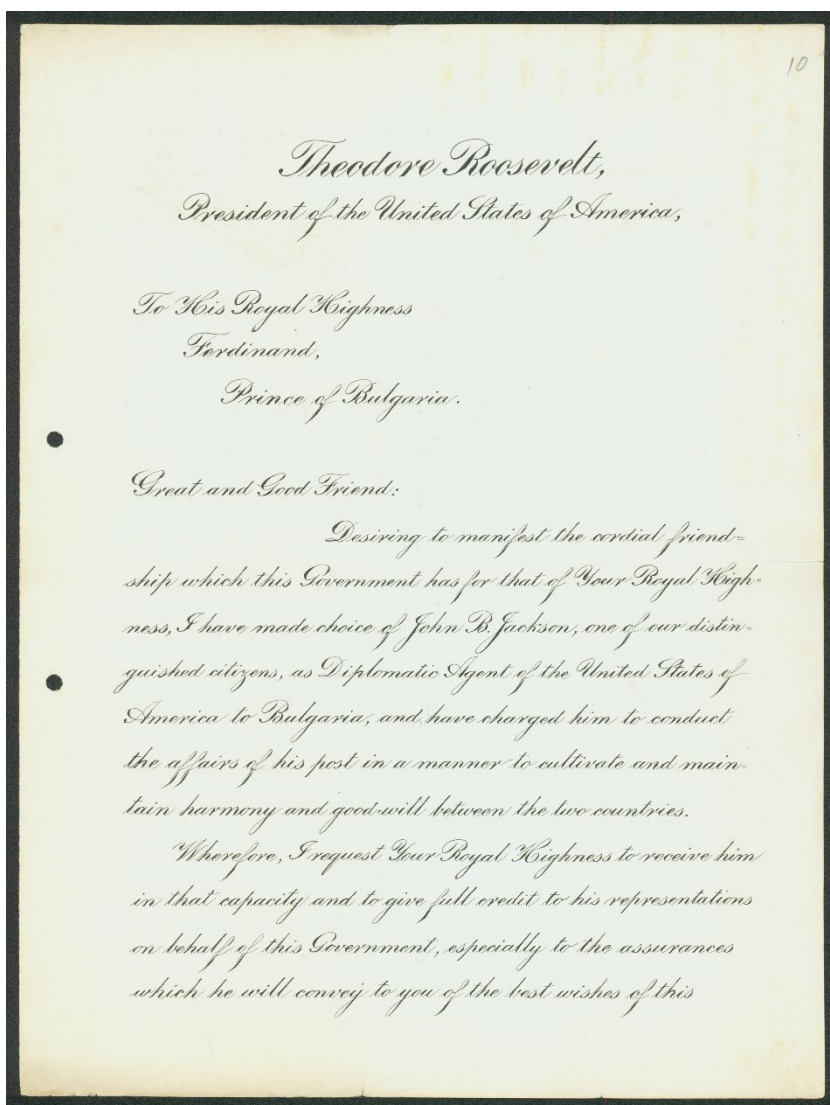 10
Theodore Roosevelt,
President of the United States of America,
To His Royal Highness
Ferdinand,
Prince of Bulgaria.
Great and Good Friend:
Desiring to manifest the cordial friend=
ship which this Government has for that of Your Royal High=
ness, I have made choice of John B. Jackson, one of our distin=
guished citizens, as Diplomatic Agent of the United States of
America to Bulgaria, and have charged him to conduct
the affairs of his post in a manner to cultivate and main=
tain harmony and good-will between the two countries.
Wherefore, I request Your Royal Highness to receive him
in that capacity and to give full credit to his representations
on behalf of this Government, especially to the assurances
which he will convey to you of the best wishes of this